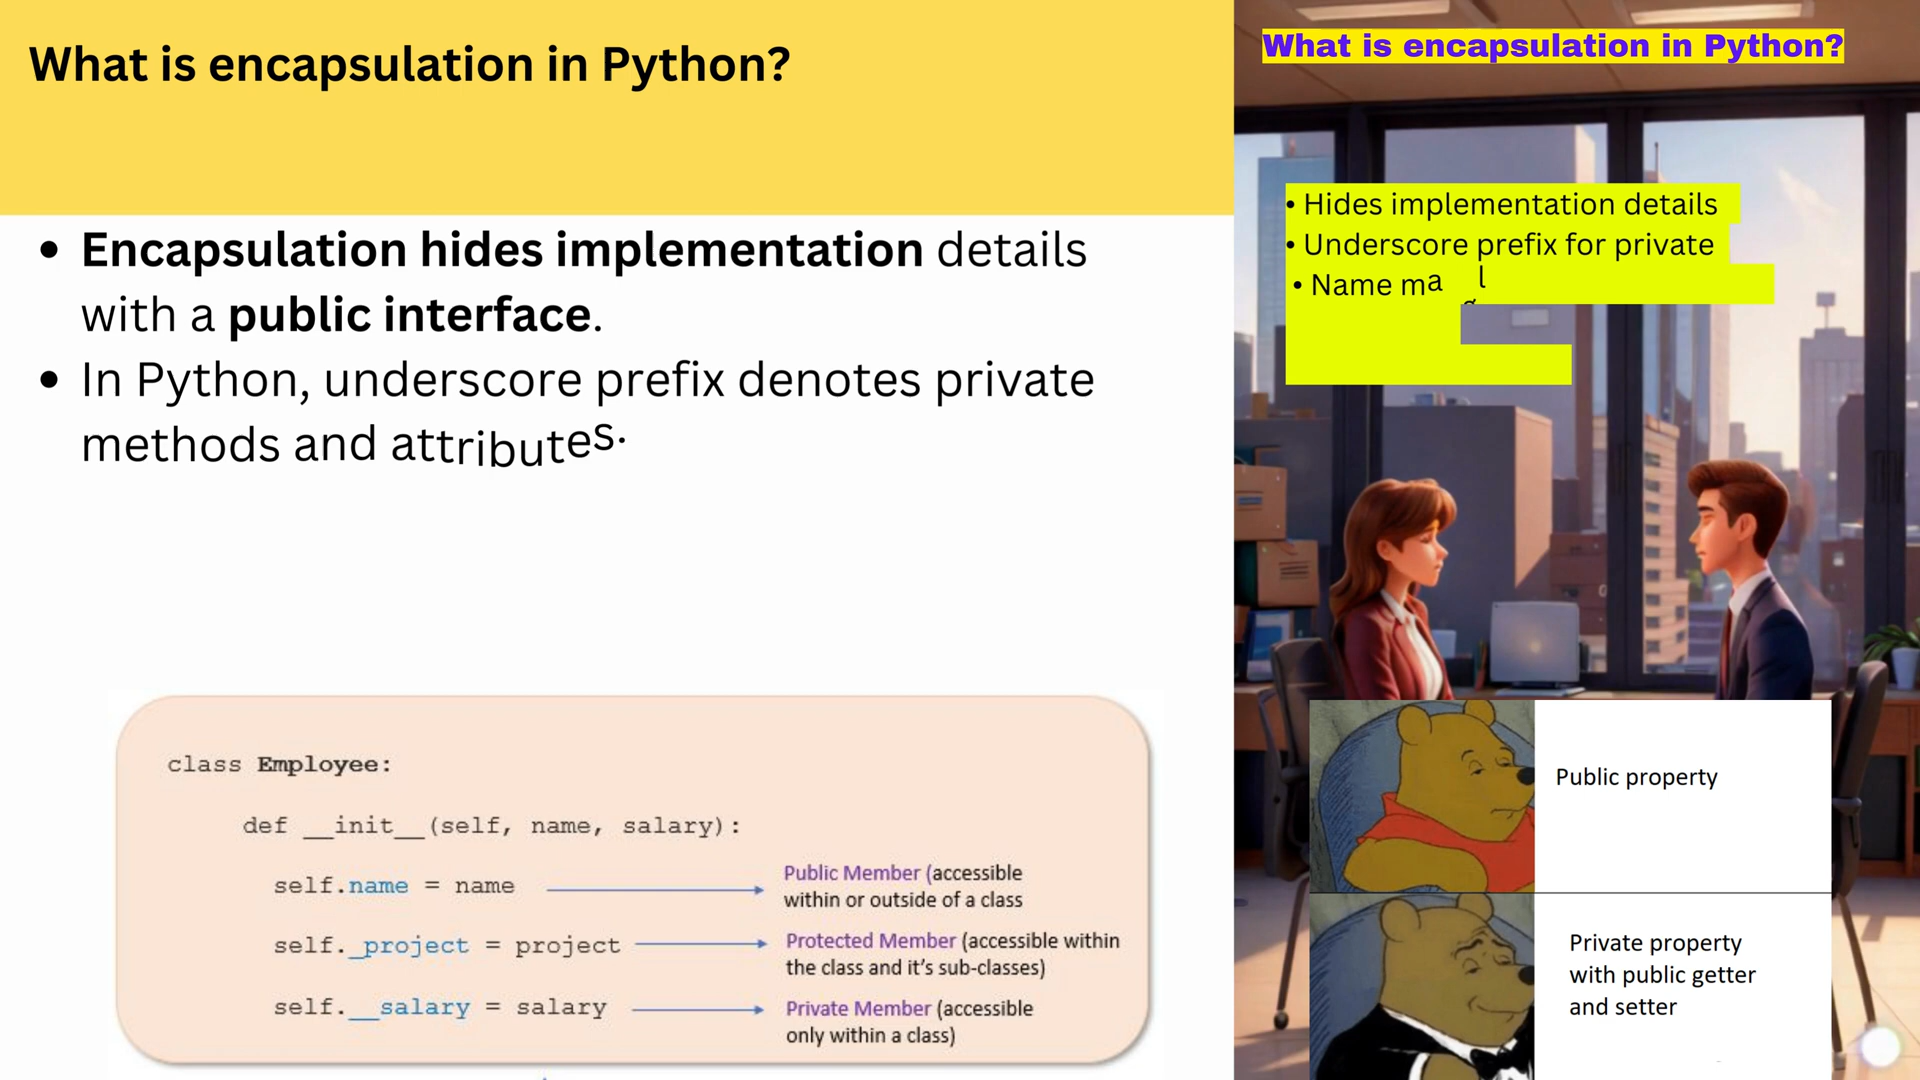 What is encapsulation in Python?
• Encapsulation hides implementation details
with a public interface.
• In Python, underscore prefix denotes private
methods and attributes.
class Employee:
def __init__(self, name, salary):
self.name = name
Public Member (accessible
within or outside of a class
self._project = project
Protected Member (accessible within
the class and it's sub-classes)
self.__salary = salary
Private Member (accessible
only within a class)
What is encapsulation in Python?
• Hides implementation details
• Underscore prefix for private
• Name ma l
Public property
Private property
with public getter
and setter